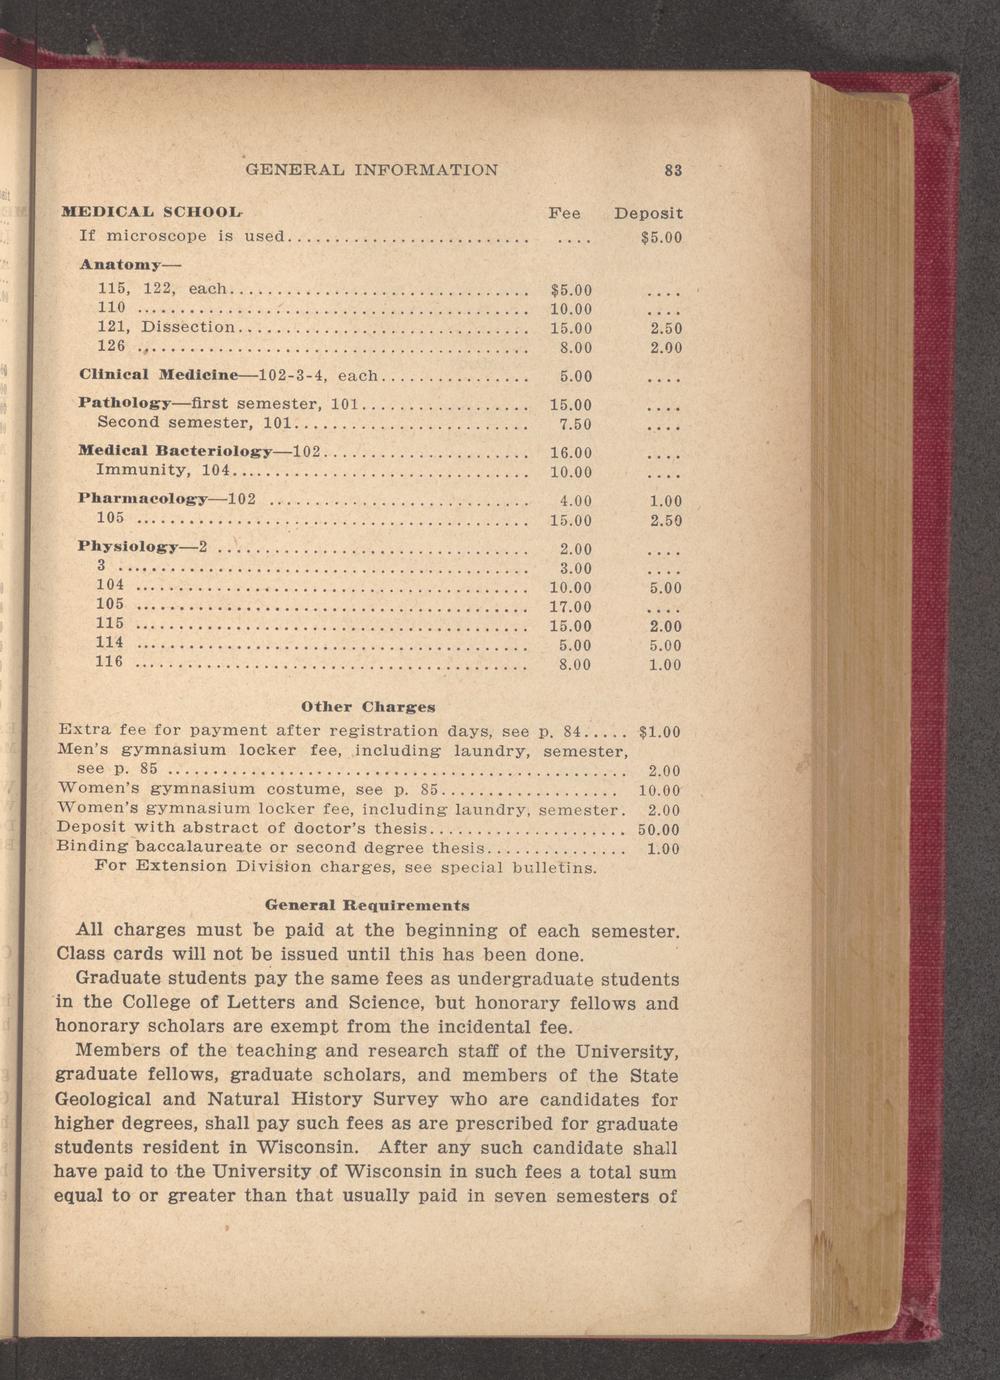 GENERAL INFORMATION 83
MEDICAL SCHOOL Fee Deposit
If microscope is used.......................... .... $5.00
Anatomy—
115, 122, each................................ $5.00 ....
110 .......................................... 10.00 ....
121, Dissection............................... 15.00 2.50
126 .......................................... 8.00 2.00
Clinical Medicine—102-3-4, each................ 5.00 ....
Pathology—first semester, 101.................. 15.00 ....
Second semester, 101......................... 7.50 ....
Medical Bacteriology—102...................... 16.00 ....
Immunity, 104................................ 10.00 ....
Pharmacology—102 ............................ 4.00 1.00
105 .......................................... 15.00 2.50
Physiology—2 ................................. 2.00 ....
3 ............................................ 3.00 ....
104 .......................................... 10.00 5.00
105 .......................................... 17.00 ....
115 .......................................... 15.00 2.00
114 .......................................... 5.00 5.00
116 .......................................... 8.00 1.00
Other Charges
Extra fee for payment after registration days, see p. 84..... $1.00
Men's gymnasium locker fee, including laundry, semester,
see p. 85 ................................................. 2.00
Women's gymnasium costume, see p. 85................... 10.00
Women's gymnasium locker fee, including laundry, semester. 2.00
Deposit with abstract of doctor's thesis..................... 50.00
Binding baccalaureate or second degree thesis............... 1.00
For Extension Division charges, see special bulletins.
General Requirements
All charges must be paid at the beginning of each semester.
Class cards will not be issued until this has been done.
Graduate students pay the same fees as undergraduate students
in the College of Letters and Science, but honorary fellows and
honorary scholars are exempt from the incidental fee.
Members of the teaching and research staff of the University,
graduate fellows, graduate scholars, and members of the State
Geological and Natural History Survey who are candidates for
higher degrees, shall pay such fees as are prescribed for graduate
students resident in Wisconsin. After any such candidate shall
have paid to the University of Wisconsin in such fees a total sum
equal to or greater than that usually paid in seven semesters of